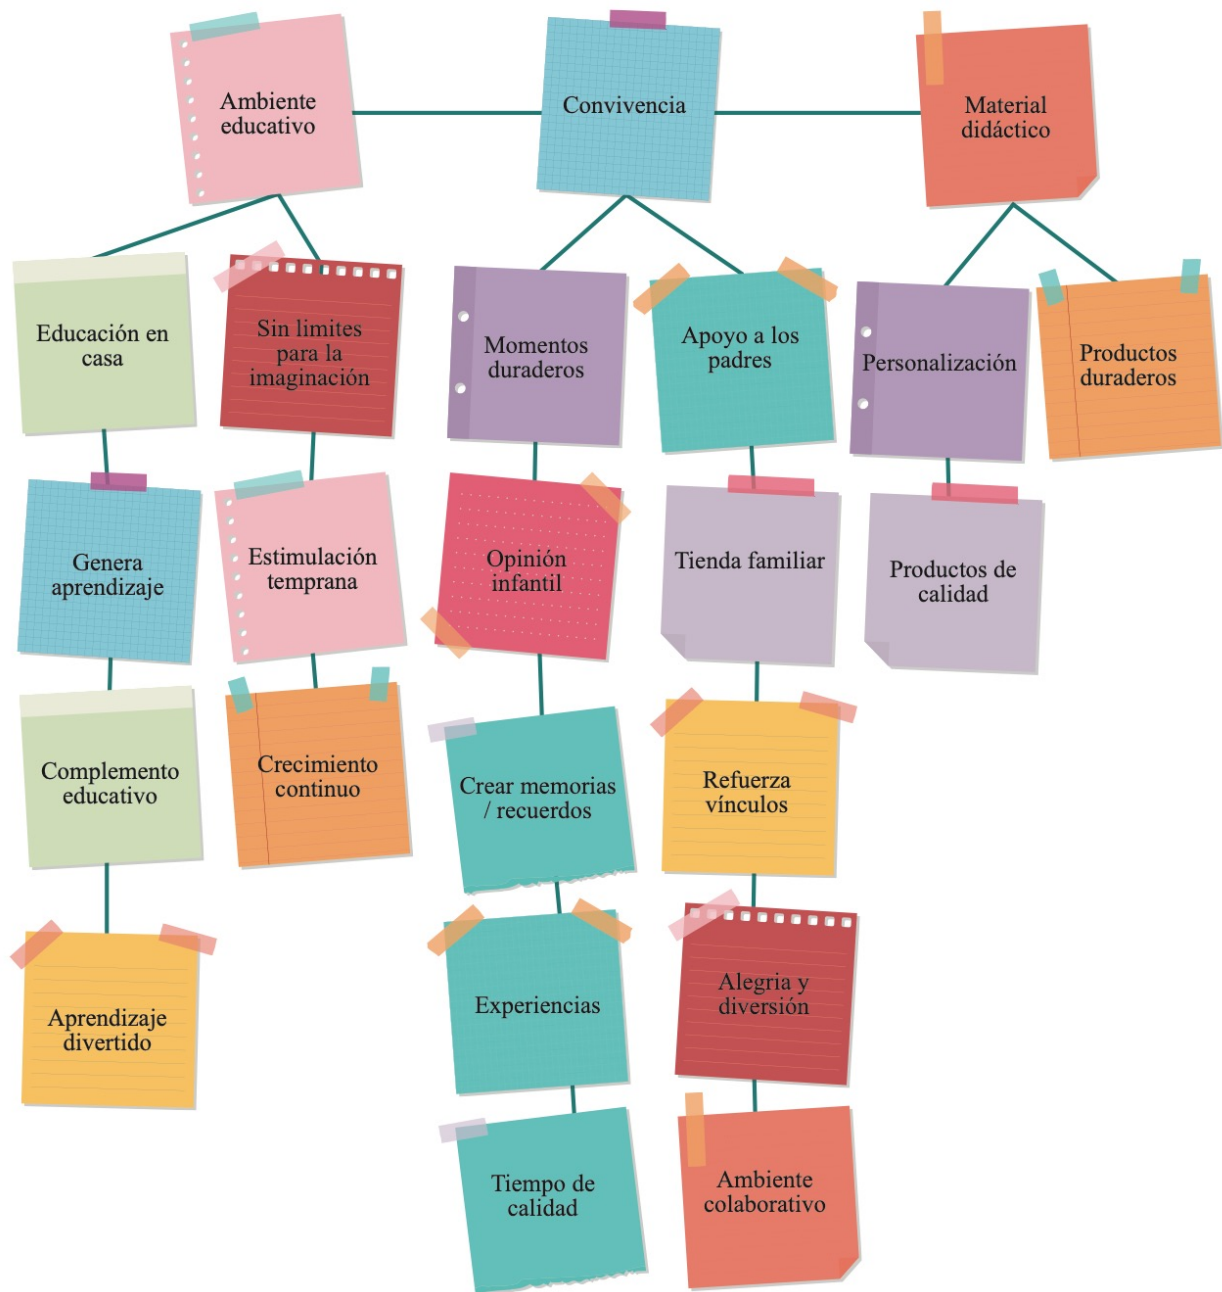 Ambiente
educativo
Convivencia
Material
didáctico
Educación en
casa
Sin limites
para la
imaginación
Momentos
duraderos
Apoyo a los
padres
Personalización
Productos
duraderos
Genera
aprendizaje
Estimulación
temprana
Opinión
infantil
Tienda familiar
Productos de
calidad
Complemento
educativo
Crecimiento
continuo
Crear memorias
/ recuerdos
Refuerza
vínculos
Aprendizaje
divertido
Experiencias
Alegria y
diversión
Tiempo de
calidad
Ambiente
colaborativo